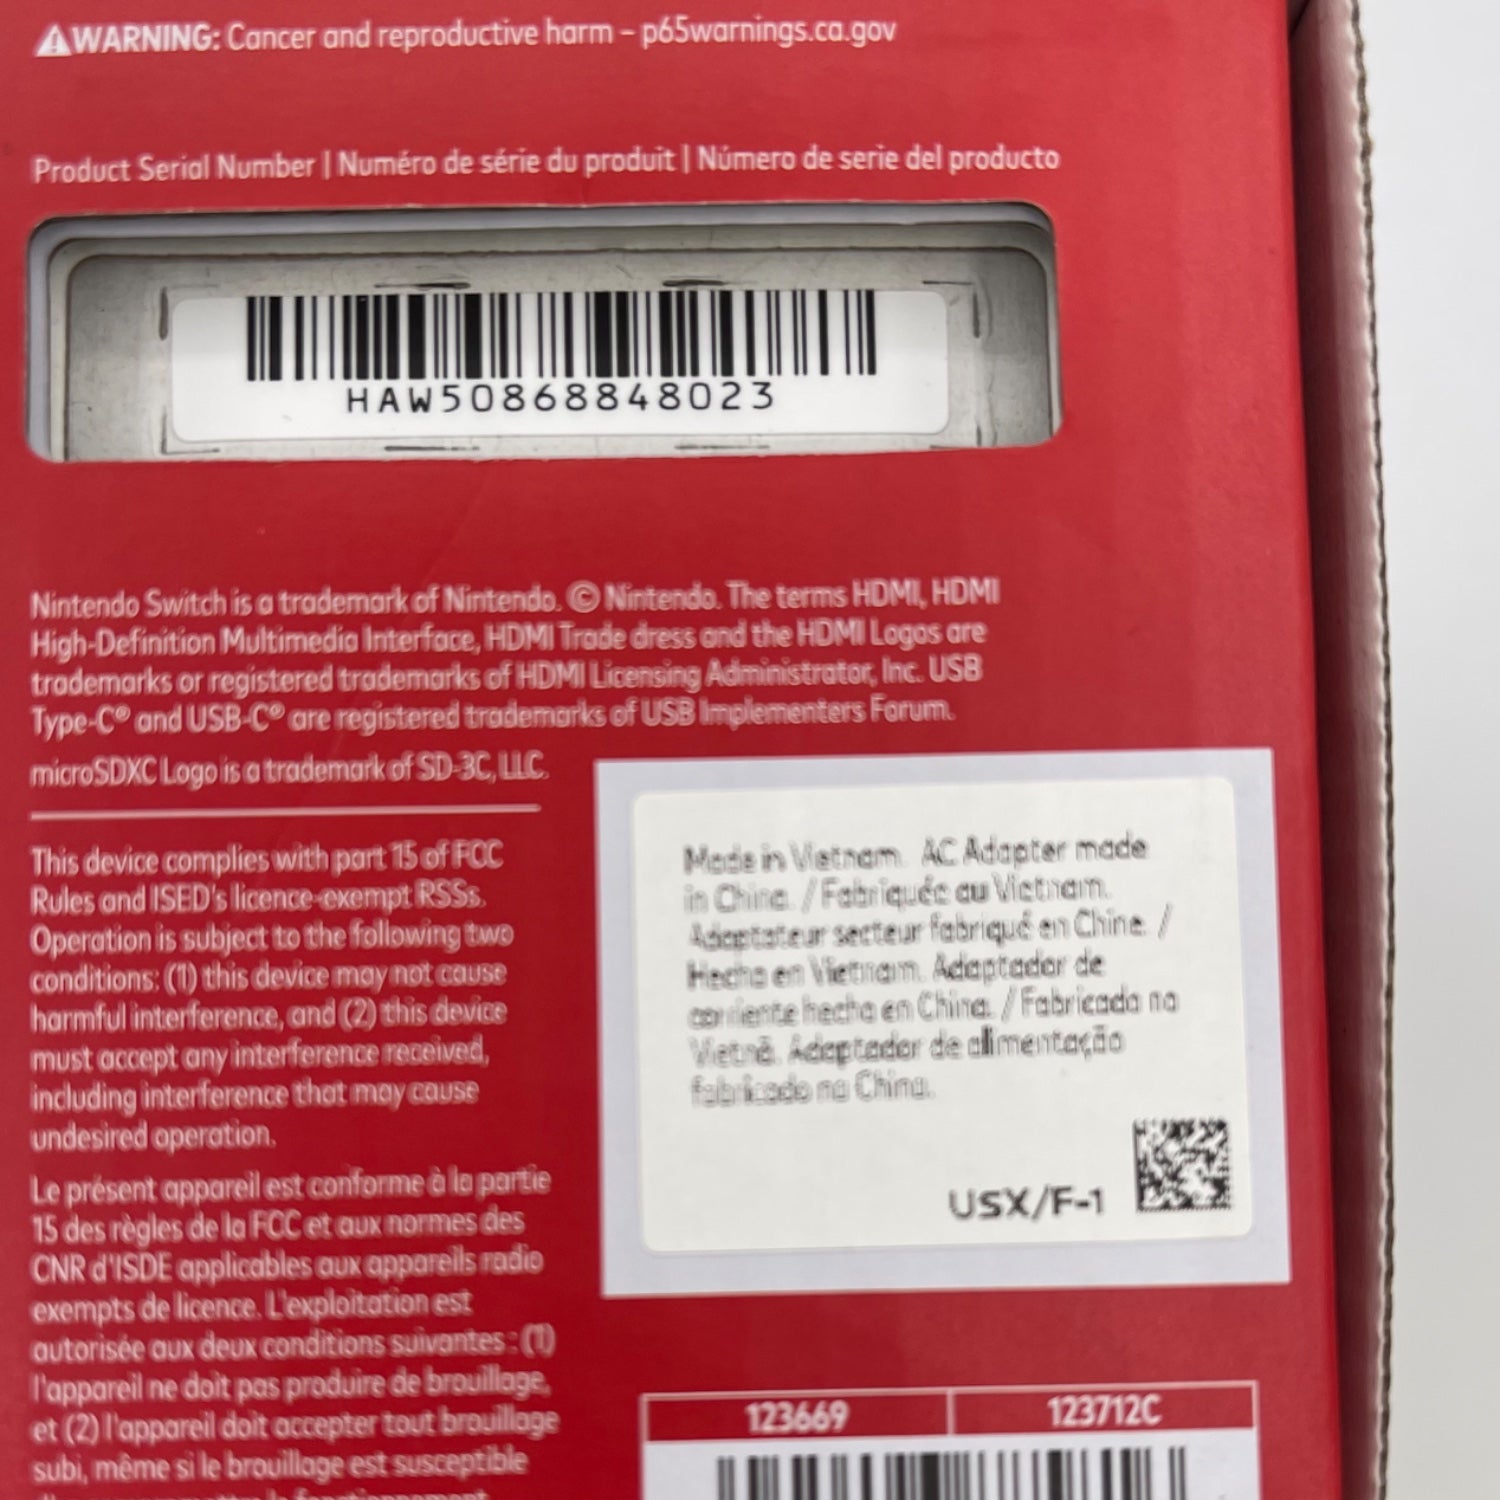 ⚠WARNING: Cancer and reproductive harm – p65warnings.ca.gov
Product Serial Number | Numéro de série du produit | Número de serie del producto
HAW50868848023
Nintendo Switch is a trademark of Nintendo. © Nintendo. The terms HDMI, HDMI
High-Definition Multimedia Interface, HDMI Trade dress and the HDMI Logos are
trademarks or registered trademarks of HDMI Licensing Administrator, Inc. USB
Type-C® and USB-C® are registered trademarks of USB Implementers Forum.
microSDXC Logo is a trademark of SD-3C, LLC.
This device complies with part 15 of FCC
Rules and ISED's licence-exempt RSSs.
Operation is subject to the following two
conditions: (1) this device may not cause
harmful interference, and (2) this device
must accept any interference received,
including interference that may cause
undesired operation.
Le présent appareil est conforme à la partie
15 des règles de la FCC et aux normes des
CNR d'ISDE applicables aux appareils radio
exempts de licence. L'exploitation est
autorisée aux deux conditions suivantes : (1)
l'appareil ne doit pas produire de brouillage,
et (2) l'appareil doit accepter tout brouillage
subi, même si le brouillage est susceptible
Made in Vietnam. AC Adapter made
in China. / Fabriquée au Vietnam.
Adaptateur secteur fabriqué en Chine. /
Hecho en Vietnam. Adaptador de
corriente hecho en China. / Fabricado no
Vietnã. Adaptador de alimentação
fabricado na China.
USX/F-1
123669
123712C